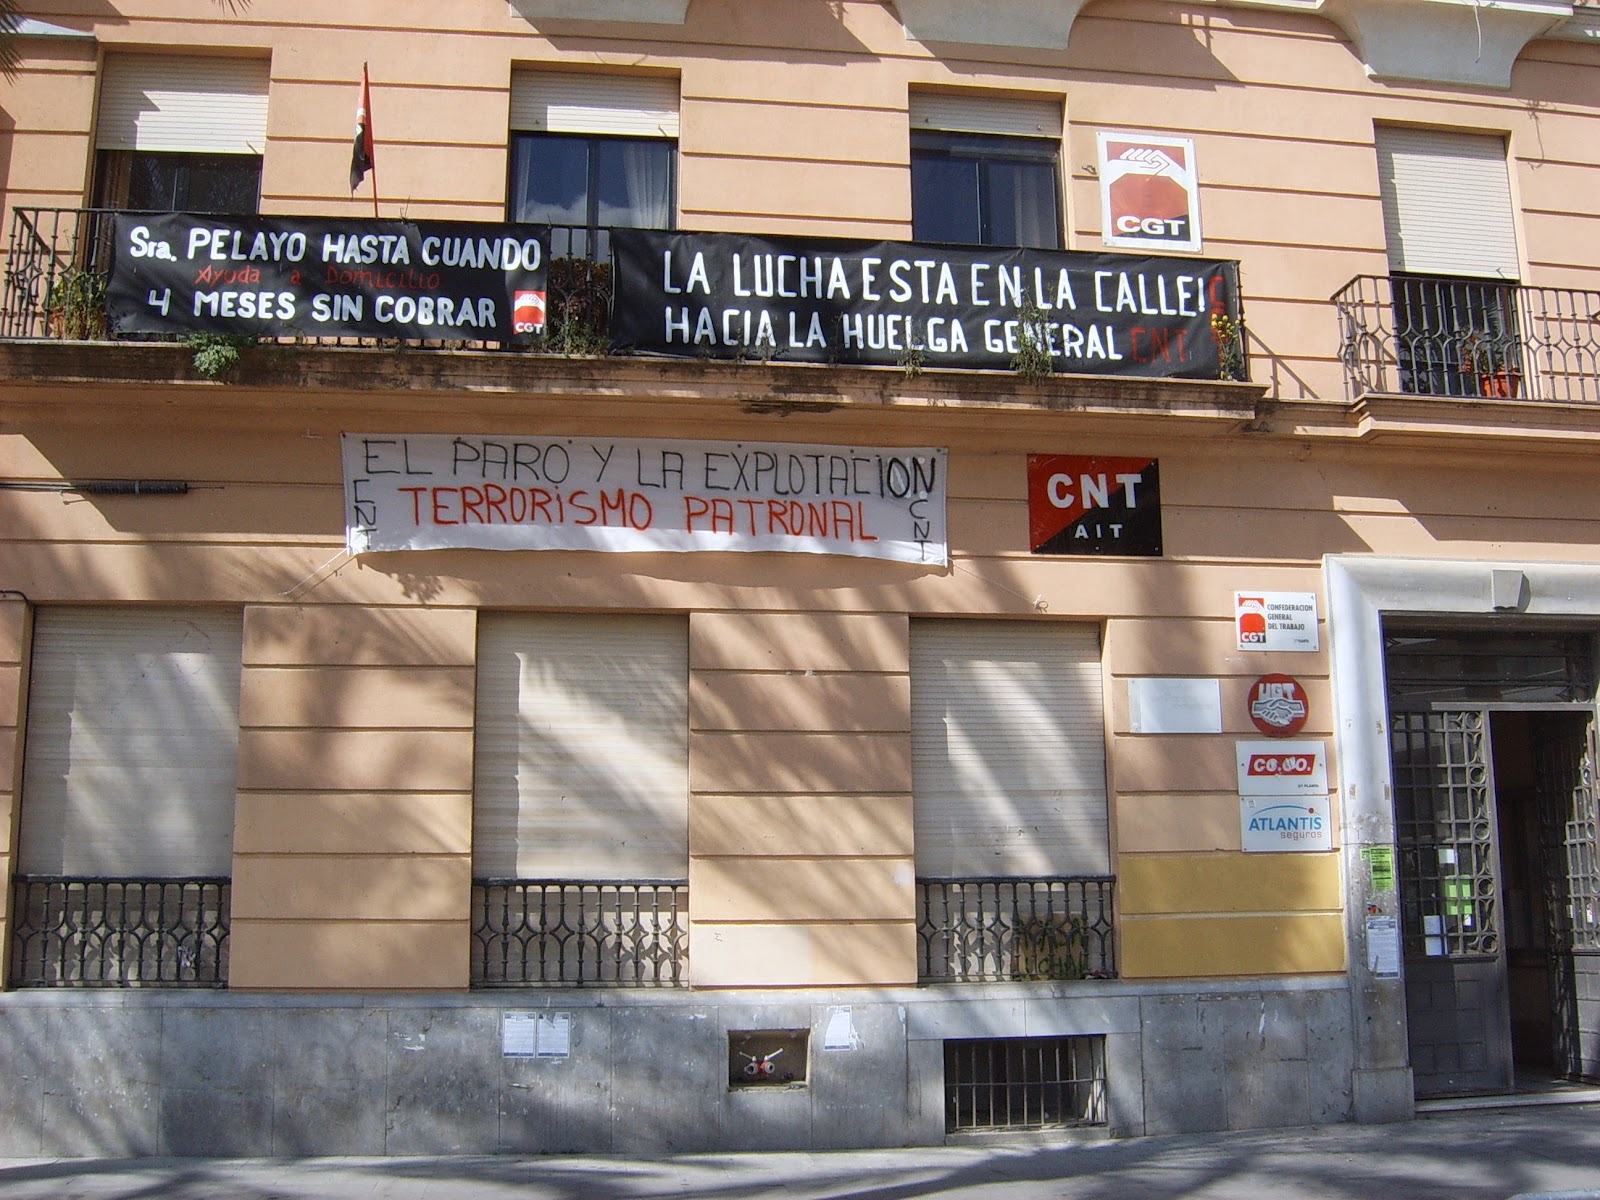 Sra. PELAYO HASTA CUANDO
Ayuda a Domicilio
4 MESES SIN COBRAR
CGT
LA LUCHA ESTA EN LA CALLE!
HACIA LA HUELGA GENERAL CNT
CGT
EL PARO Y LA EXPLOTACION
TERRORISMO PATRONAL
CNT
CNT
CNT
AIT
CGT
CONFEDERACION
GENERAL
DEL TRABAJO
UGT
CC.OO.
ATLANTIS
seguros